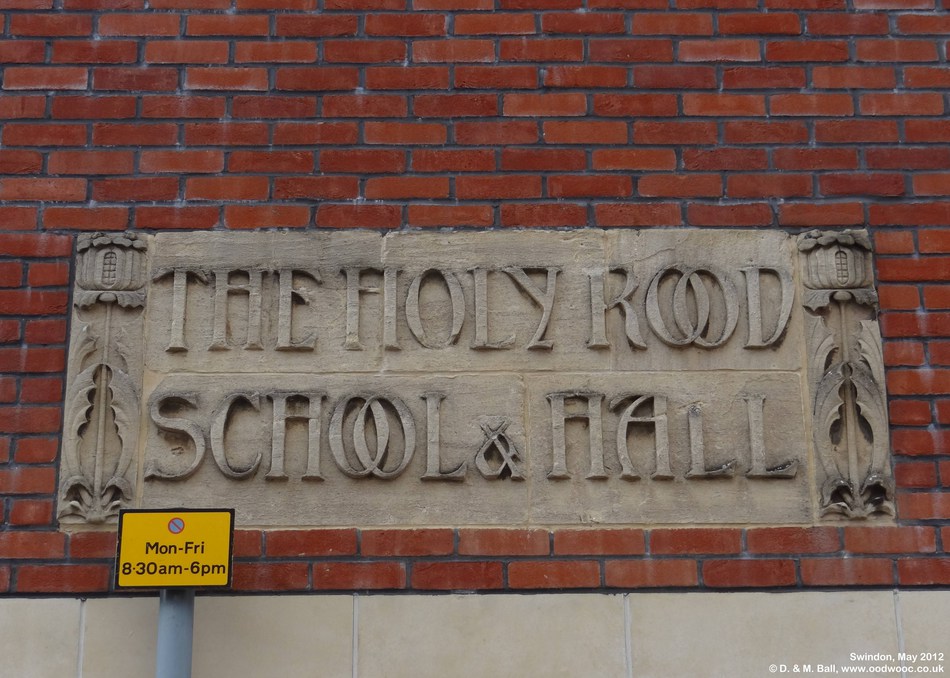 THE HOLY ROOD
SCHOOL & HALL
Mon-Fri
8·30am-6pm
Swindon, May 2012
© D. & M. Ball, www.oodwooc.co.uk